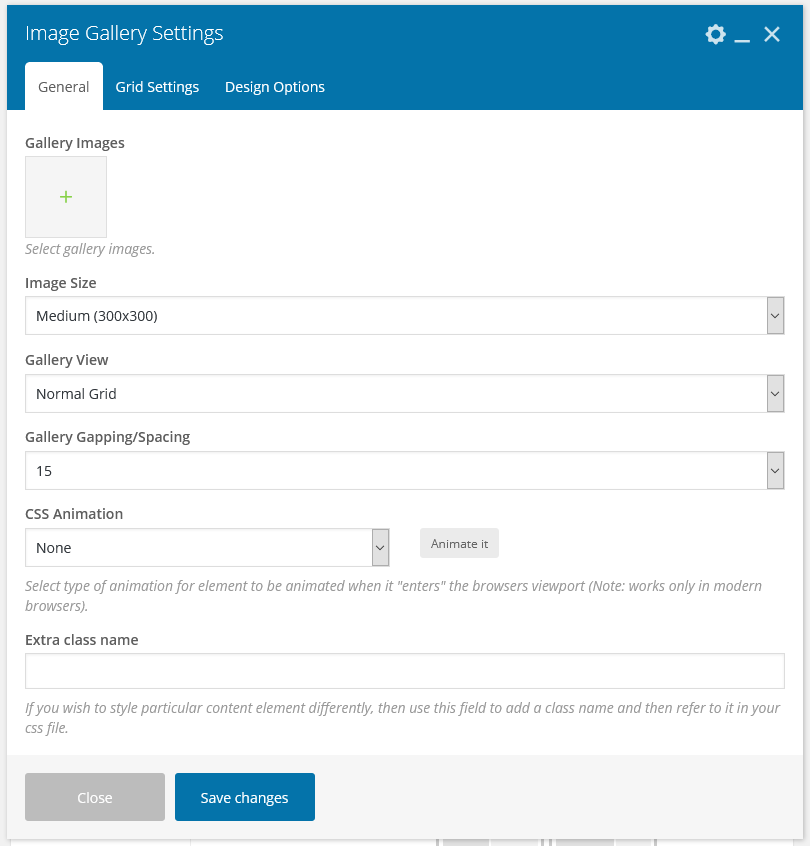 Image Gallery Settings
General Grid Settings Design Options
Gallery Images
+
Select gallery images.
Image Size
Medium (300x300)
Gallery View
Normal Grid
Gallery Gapping/Spacing
15
CSS Animation
None Animate it
Select type of animation for element to be animated when it "enters" the browsers viewport (Note: works only in modern
browsers).
Extra class name
If you wish to style particular content element differently, then use this field to add a class name and then refer to it in your
css file.
Close Save changes